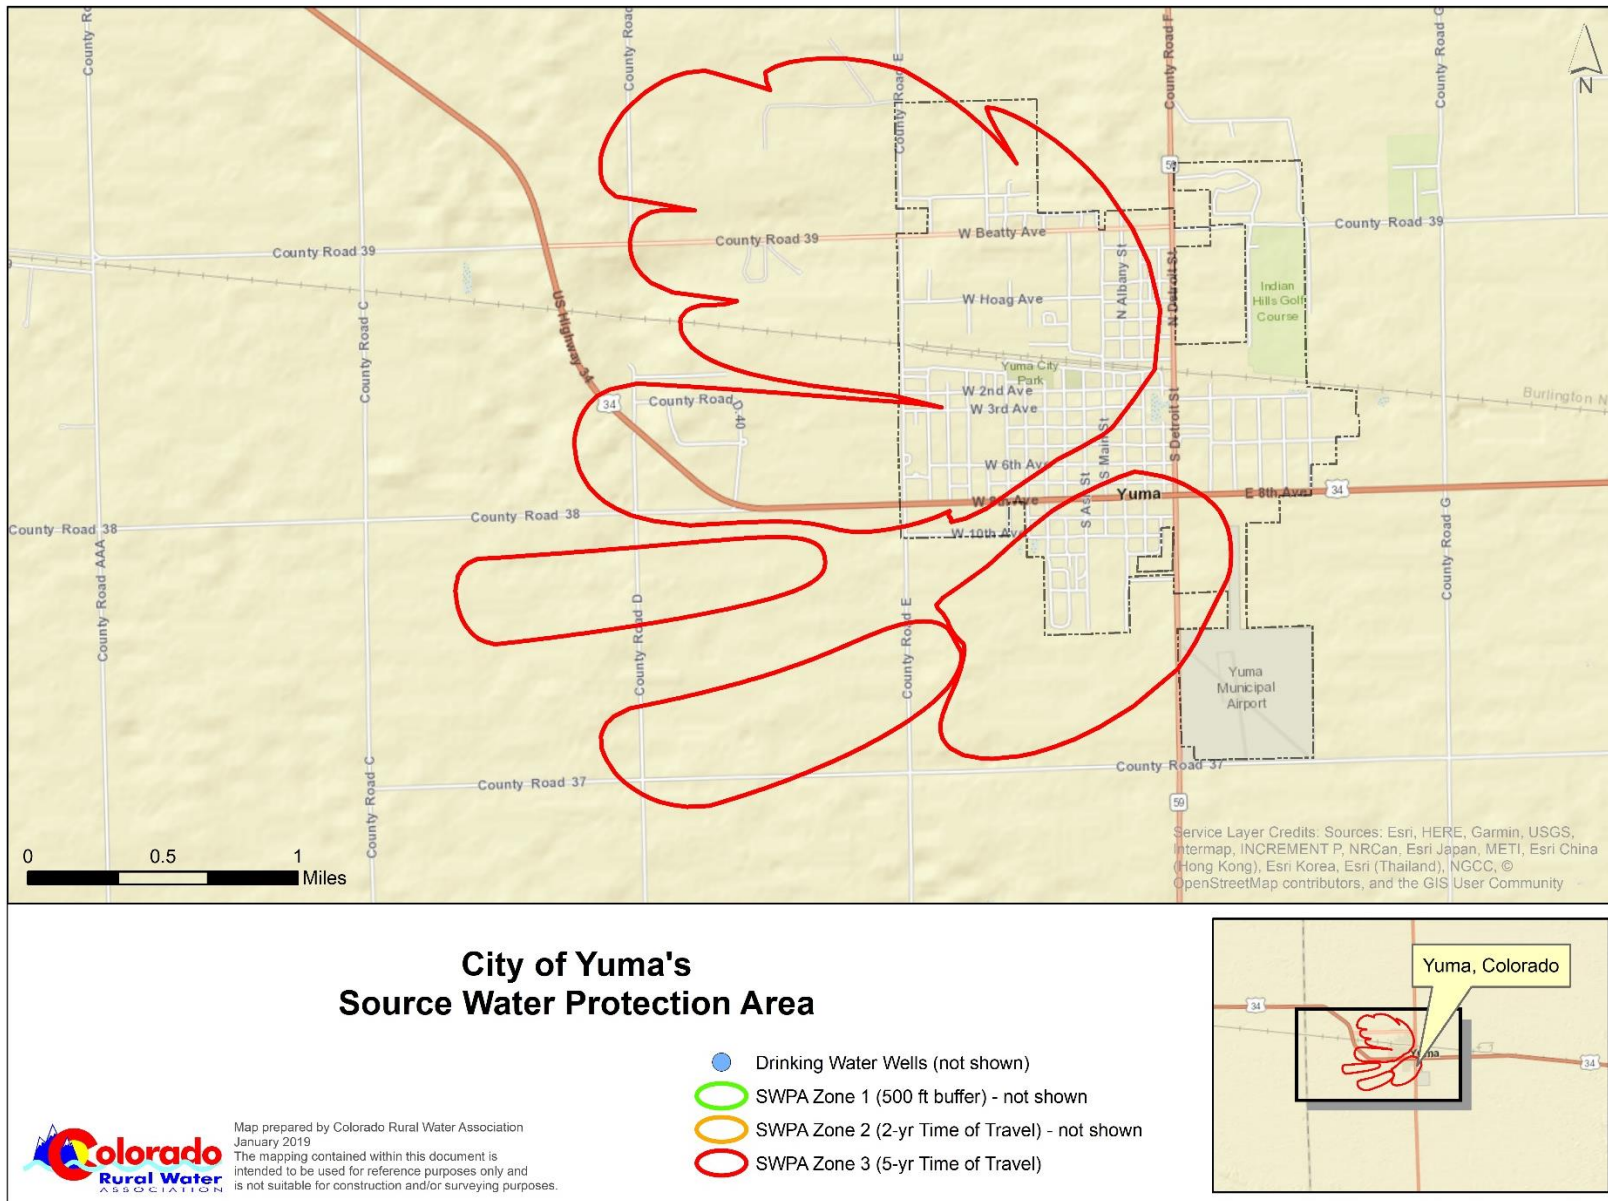 County Road
County Road E
County Road F
County Road G
N
59
County Road 39
W Beatty Ave
County Road 39
County Road 39
N Albany St
N Detroit St
Indian
Hills Golf
Course
W Hoag Ave
County Road C
US Highway 34
Yuma City
Park
W 2nd Ave
W 3rd Ave
34
County Road D-40
Burlington N
S Main St
S Detroit St
W 6th Ave
S Ash St
Yuma
E 8th Ave
34
County Road 38
County Road 38
W 10th Ave
County Road AAA
County Road D
County Road E
County Road G
Yuma
Municipal
Airport
County Road C
County Road 37
County Road 37
59
0 0.5 1
Miles
Service Layer Credits: Sources: Esri, HERE, Garmin, USGS,
Intermap, INCREMENT P, NRCan, Esri Japan, METI, Esri China
(Hong Kong), Esri Korea, Esri (Thailand), NGCC, ©
OpenStreetMap contributors, and the GIS User Community
City of Yuma's
Source Water Protection Area
Drinking Water Wells (not shown)
SWPA Zone 1 (500 ft buffer) - not shown
SWPA Zone 2 (2-yr Time of Travel) - not shown
SWPA Zone 3 (5-yr Time of Travel)
Colorado
Rural Water
ASSOCIATION
Map prepared by Colorado Rural Water Association
January 2019
The mapping contained within this document is
intended to be used for reference purposes only and
is not suitable for construction and/or surveying purposes.
Yuma, Colorado
34
34